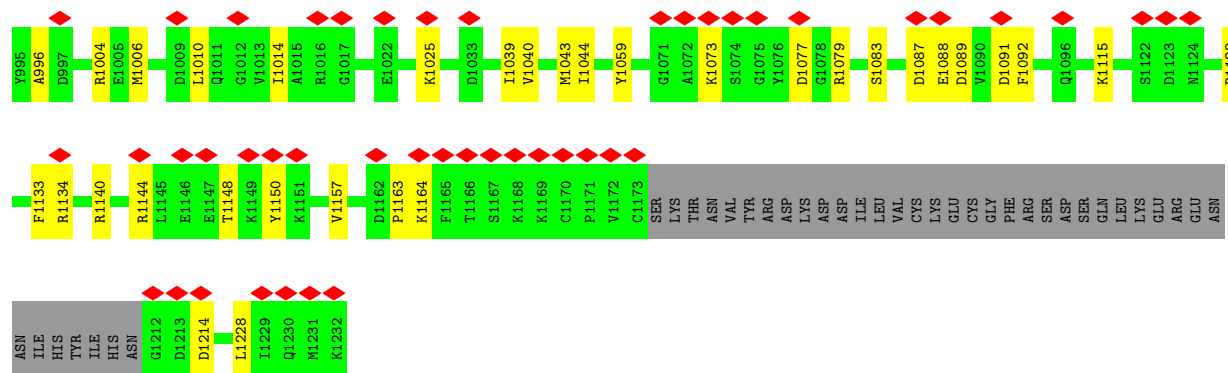 Y995 A996 D997 R1004 E1005 M1006 D1009 L1010 Q1011 G1012 V1013 I1014 A1015 R1016 G1017 E1022 K1025 D1033 I1039 V1040 M1043 I1044 Y1059 G1071 A1072 K1073 S1074 G1075 Y1076 D1077 G1078 R1079 S1083 D1087 E1088 D1089 V1090 D1091 F1092 Q1096 K1115 S1122 D1123 N1124
F1133 R1134 R1140 R1144 L1145 E1146 E1147 T1148 K1149 Y1150 K1151 V1157 D1162 P1163 K1164 F1165 T1166 S1167 K1168 K1169 C1170 P1171 V1172 C1173 SER LYS THR ASN VAL TYR ARG ASP LYS ASP ASP ILE LEU VAL CYS LYS GLU CYS GLY PHE ARG SER ASP SER GLN LEU LYS GLU ARG GLU ASN
ASN ILE HIS TYR ILE HIS ASN G1212 D1213 D1214 L1228 I1229 Q1230 M1231 K1232